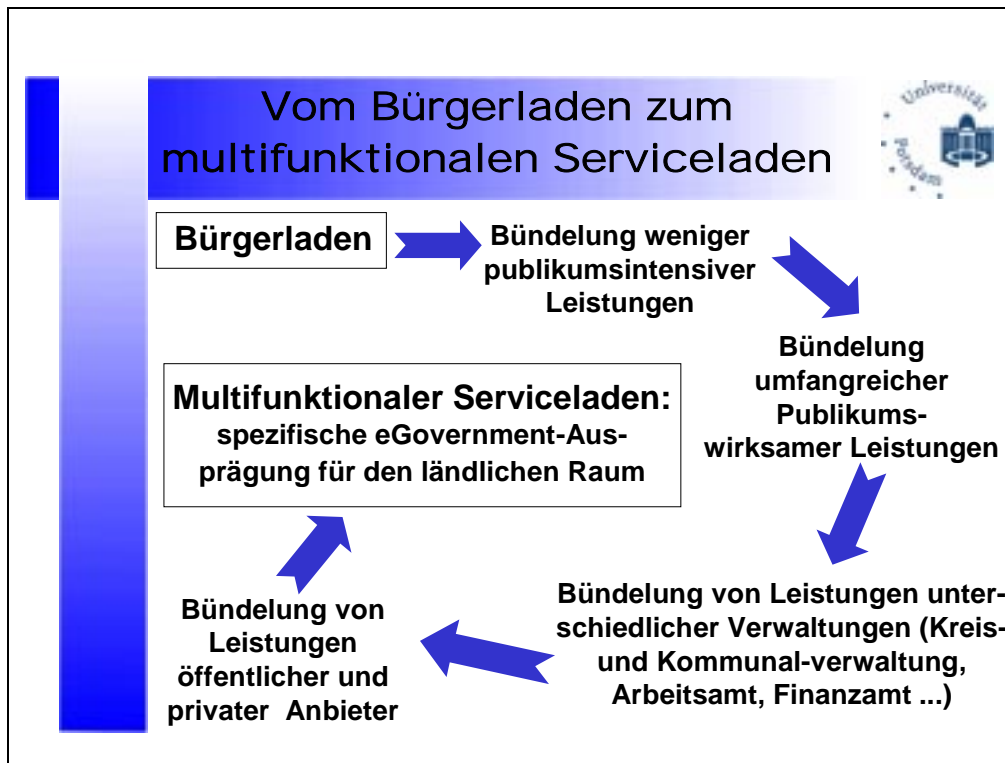 Vom Bürgerladen zum
multifunktionalen Serviceladen
Universität
Potsdam
Bürgerladen
Bündelung weniger
publikumsintensiver
Leistungen
Bündelung
umfangreicher
Publikums-
wirksamer Leistungen
Bündelung von Leistungen unter-
schiedlicher Verwaltungen (Kreis-
und Kommunal-verwaltung,
Arbeitsamt, Finanzamt ...)
Bündelung von
Leistungen
öffentlicher und
privater Anbieter
Multifunktionaler Serviceladen:
spezifische eGovernment-Aus-
prägung für den ländlichen Raum